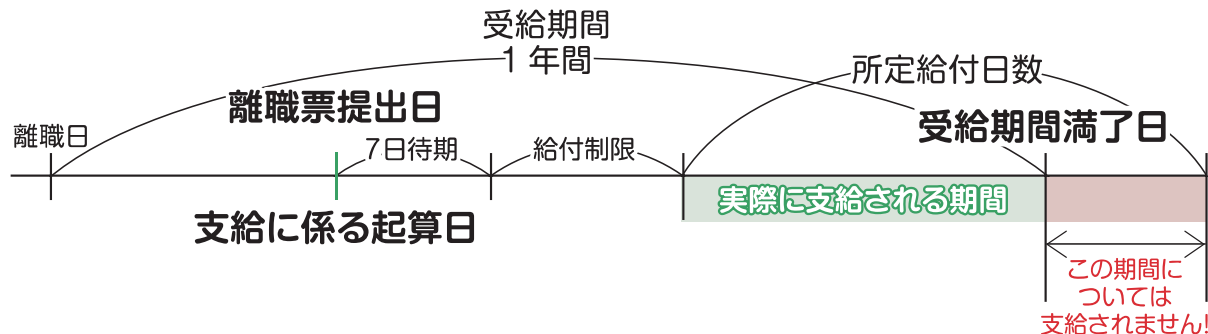 受給期間
1 年間
所定給付日数
離職票提出日
受給期間満了日
離職日
7日待期
給付制限
実際に支給される期間
支給に係る起算日
この期間に
ついては
支給されません!